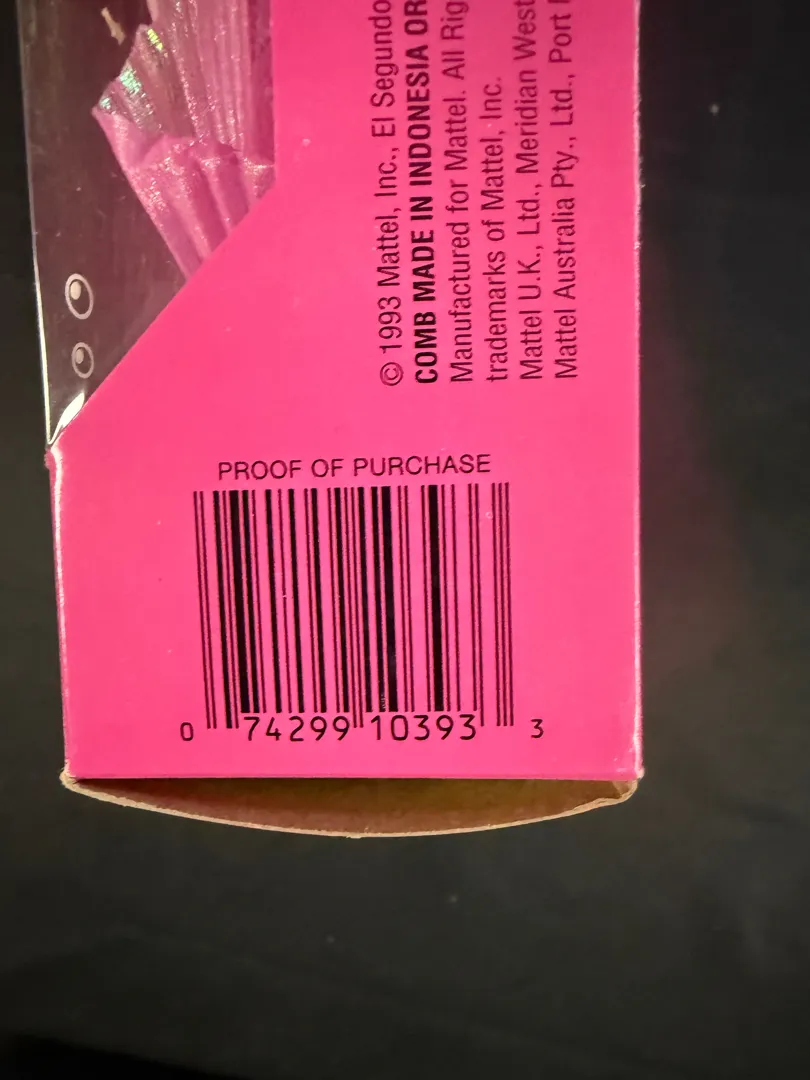 © 1993 Mattel, Inc., El Segundo
COMB MADE IN INDONESIA OR
Manufactured for Mattel. All
trademarks of Mattel, Inc.
Mattel U.K., Ltd., Meridian West
Mattel Australia Pty., Ltd., Port
PROOF OF PURCHASE
0 74299 10393 3